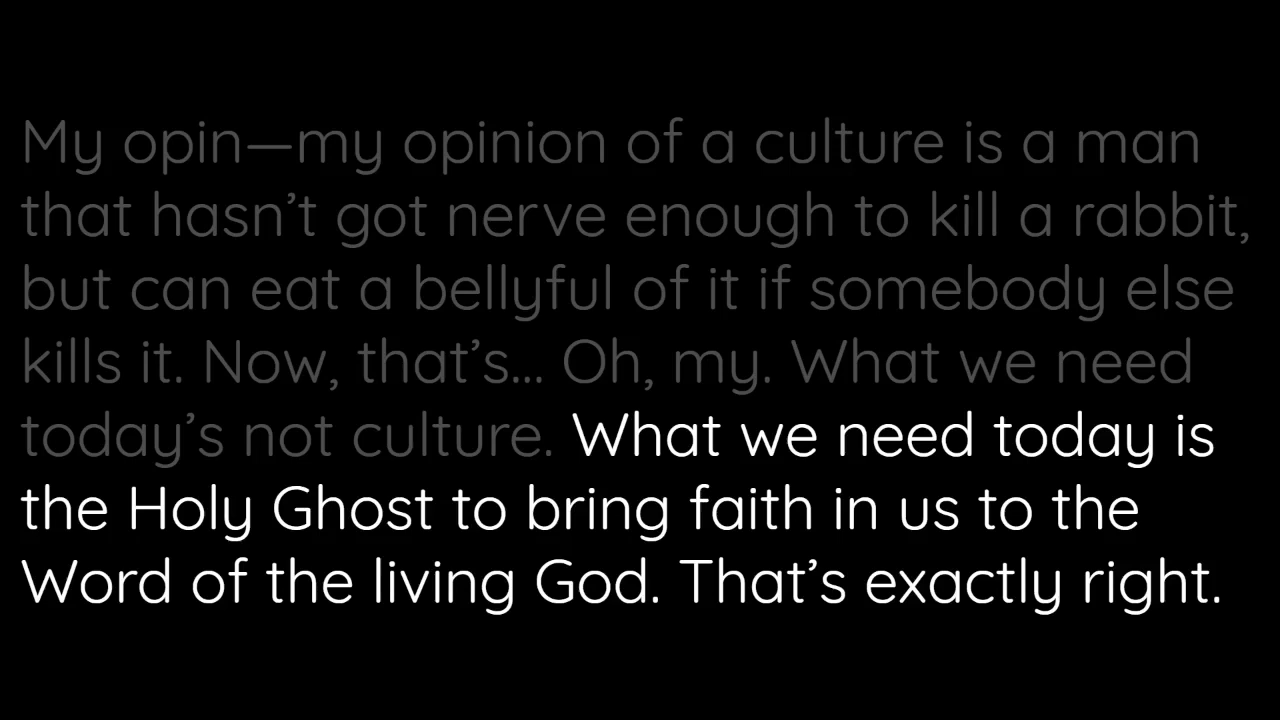 My opin—my opinion of a culture is a man
that hasn’t got nerve enough to kill a rabbit,
but can eat a bellyful of it if somebody else
kills it. Now, that’s... Oh, my. What we need
today’s not culture. What we need today is
the Holy Ghost to bring faith in us to the
Word of the living God. That’s exactly right.